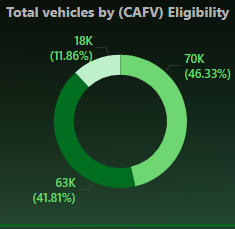 Total vehicles by (CAFV) Eligibility
18K
(11.86%)
70K
(46.33%)
63K
(41.81%)